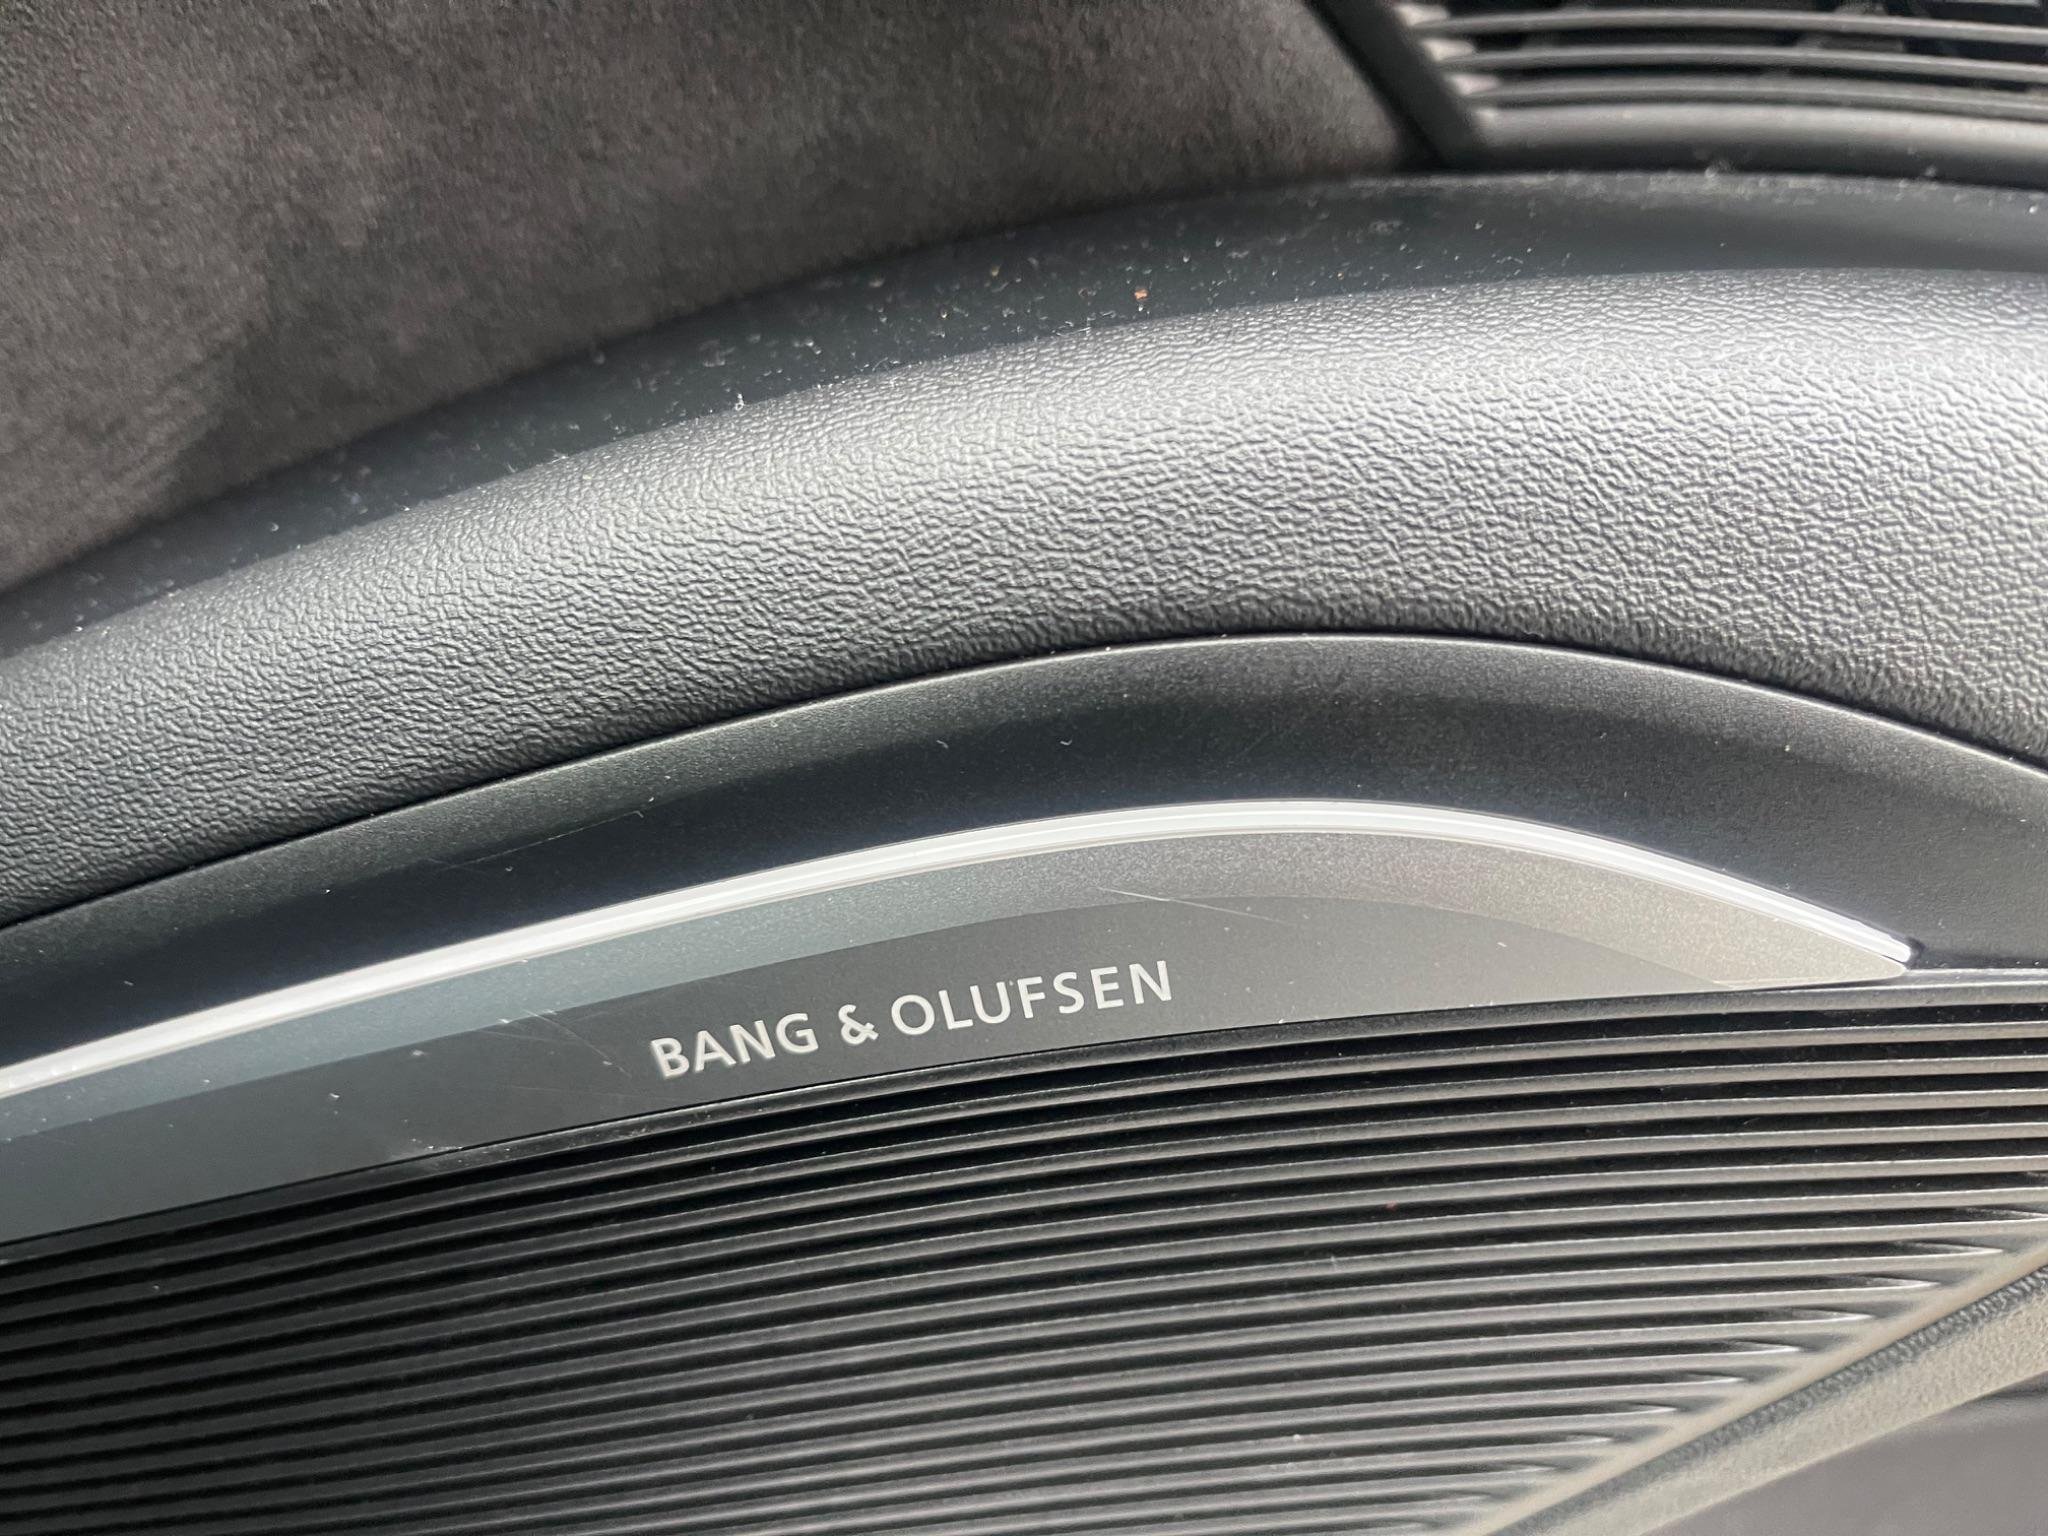 BANG & OLUFSEN